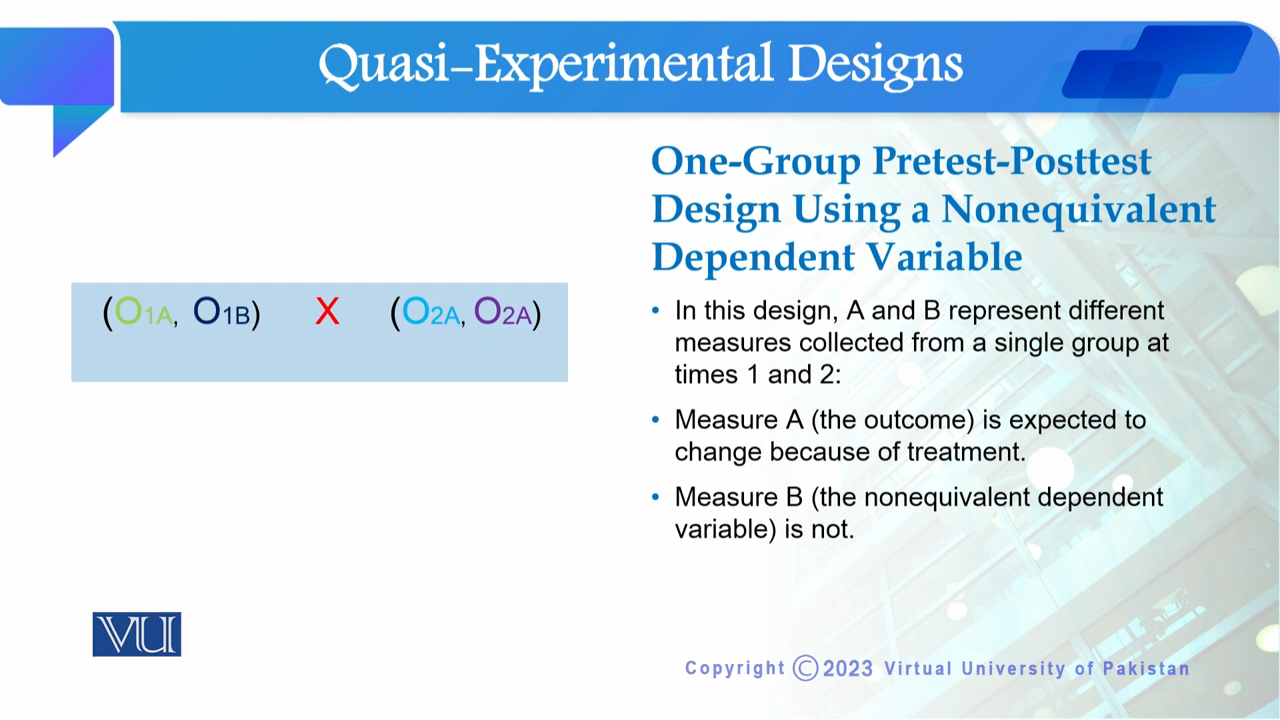 Quasi–Experimental Designs
One-Group Pretest-Posttest
Design Using a Nonequivalent
Dependent Variable
(O1A, O1B) X (O2A, O2A)
• In this design, A and B represent different
measures collected from a single group at
times 1 and 2:
• Measure A (the outcome) is expected to
change because of treatment.
• Measure B (the nonequivalent dependent
variable) is not.
VU
Copyright ©2023 Virtual University of Pakistan